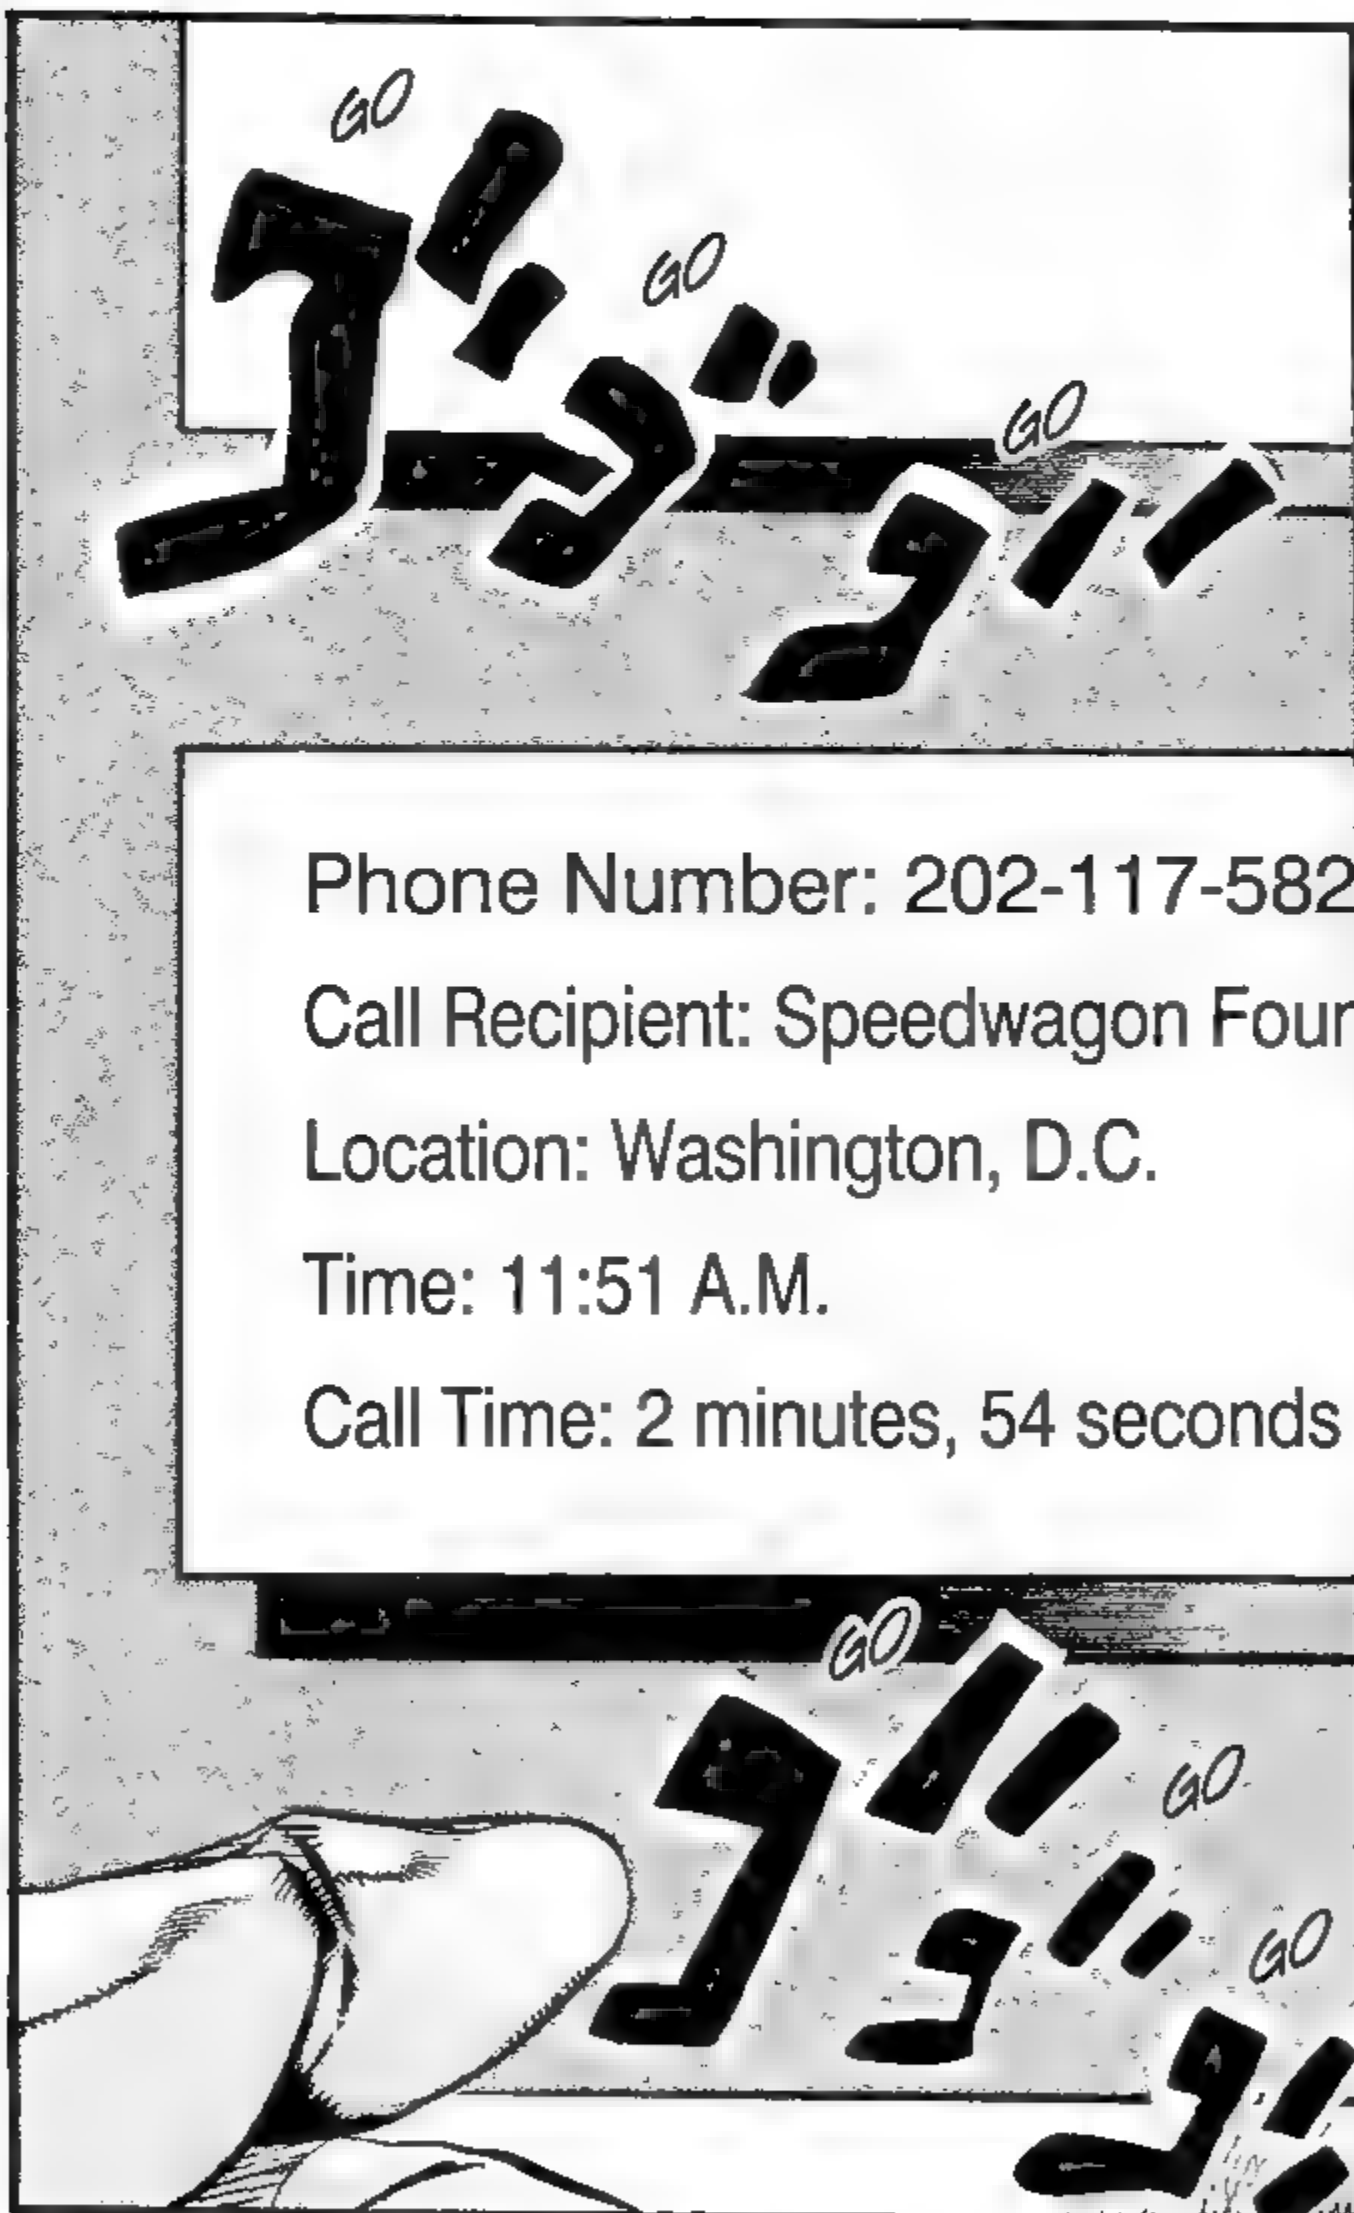 GO
ゴ
GO
ゴ
GO
ゴ
Phone Number: 202-117-582
Call Recipient: Speedwagon Four
Location: Washington, D.C.
Time: 11:51 A.M.
Call Time: 2 minutes, 54 seconds
GO
ゴ
GO
ゴ
GO
ゴ